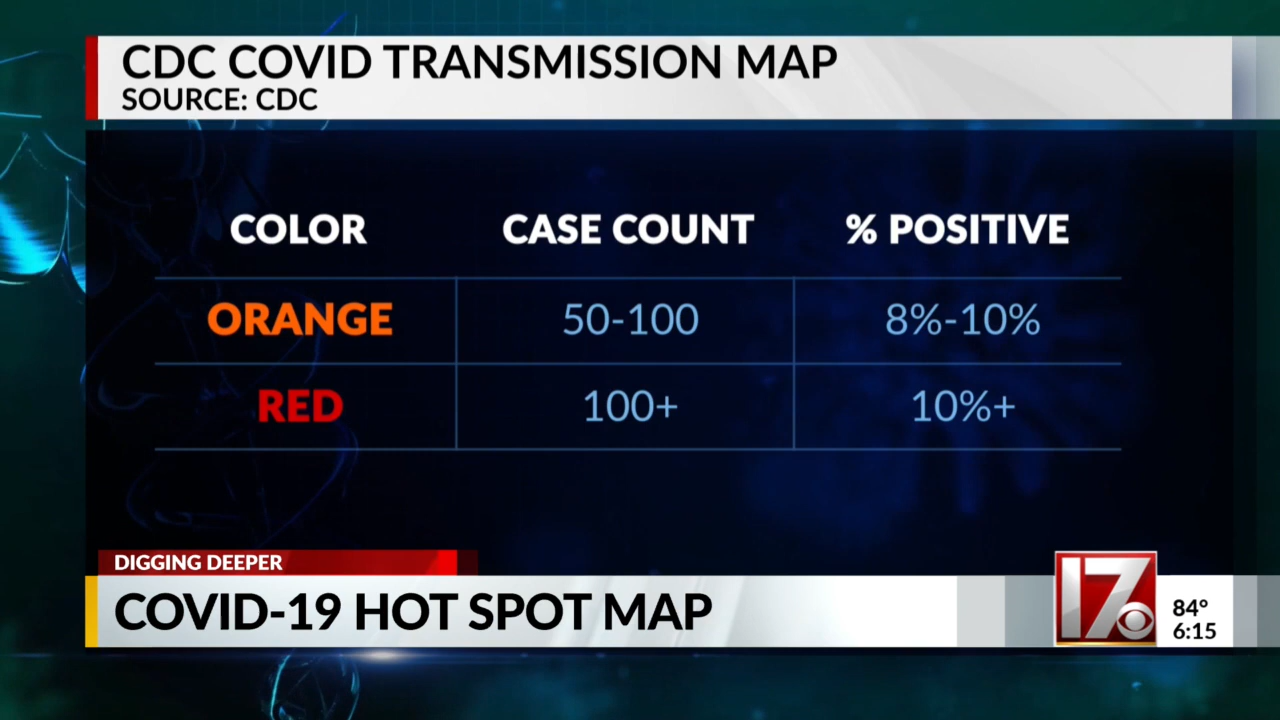 CDC COVID TRANSMISSION MAP
SOURCE: CDC
COLOR CASE COUNT % POSITIVE
ORANGE 50-100 8%-10%
RED 100+ 10%+
DIGGING DEEPER
COVID-19 HOT SPOT MAP
17
84°
6:15